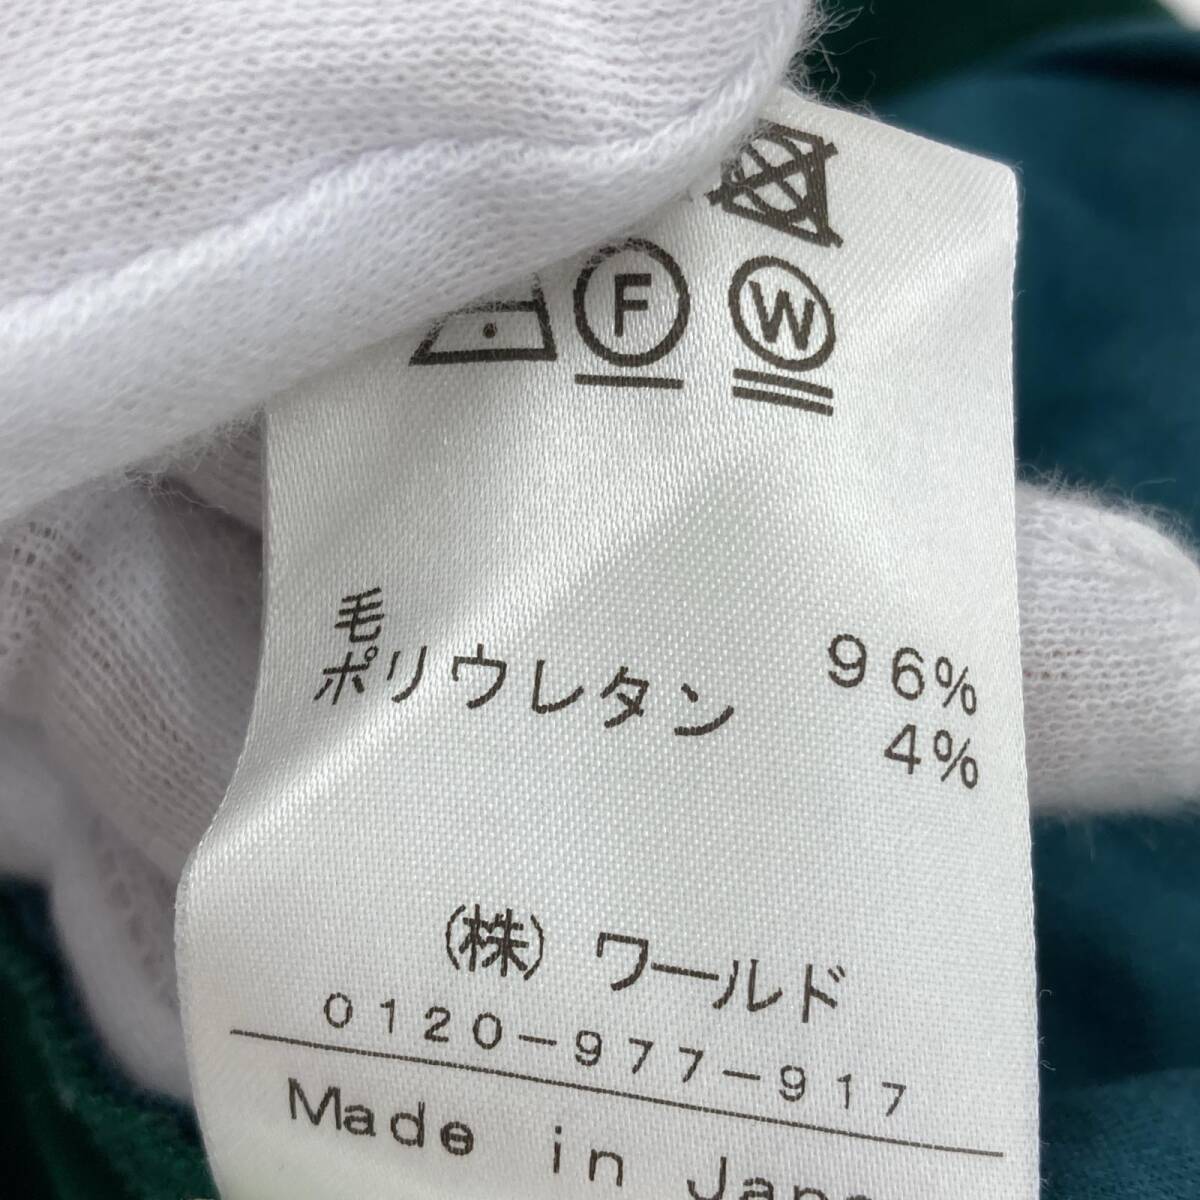 F W
毛 96%
ポリウレタン 4%
(株) ワールド
0120-977-917
Made in